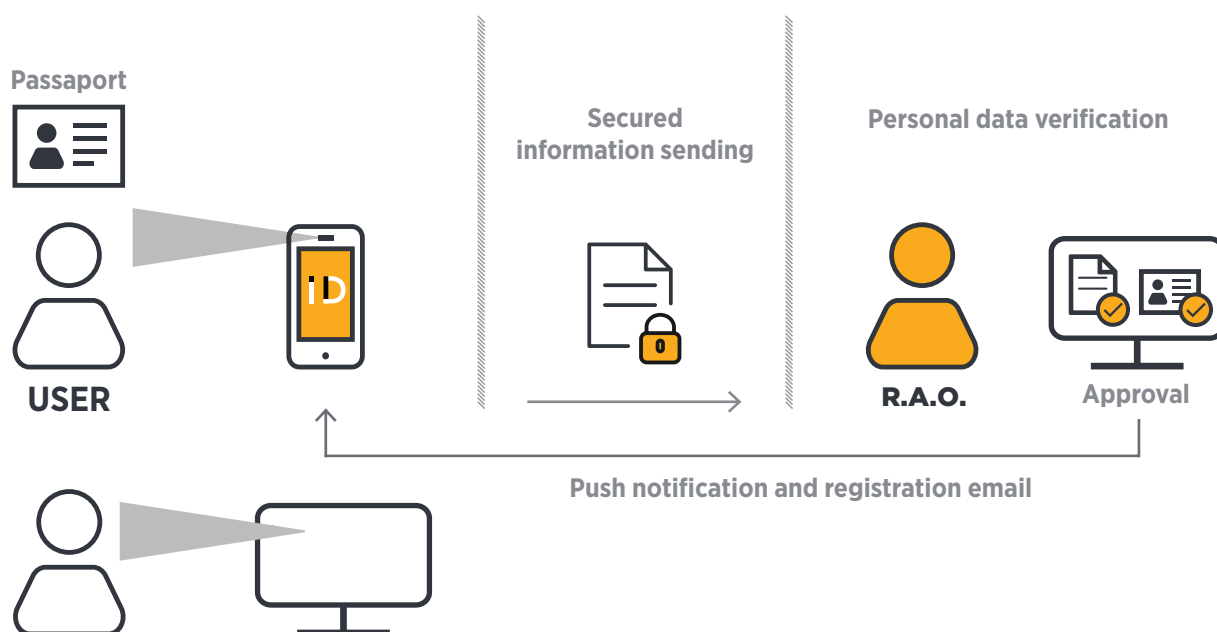 Passaport
Secured
information sending
Personal data verification
iD
USER
R.A.O.
Approval
Push notification and registration email